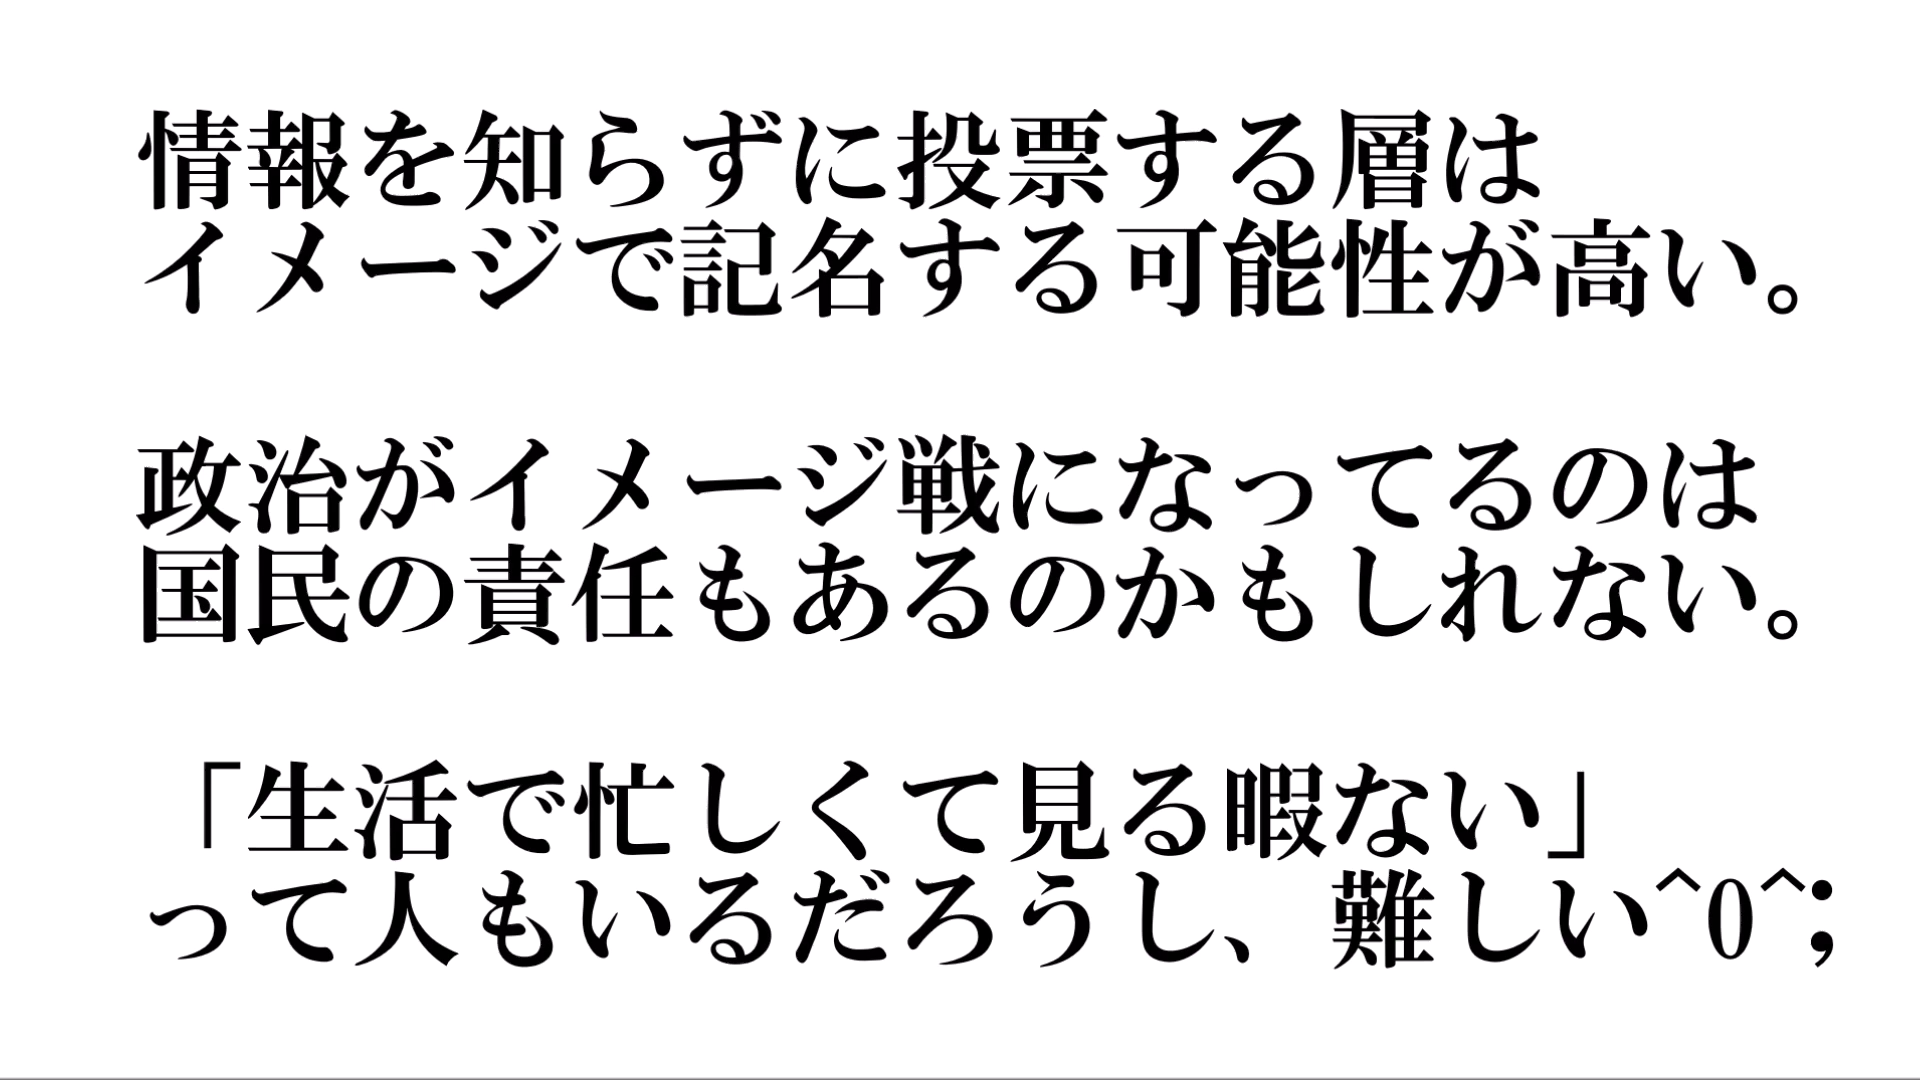 情報を知らずに投票する層は
イメージで記名する可能性が高い。
政治がイメージ戦になってるのは
国民の責任もあるのかもしれない。
「生活で忙しくて見る暇ない」
って人もいるだろうし、難しい^0^;